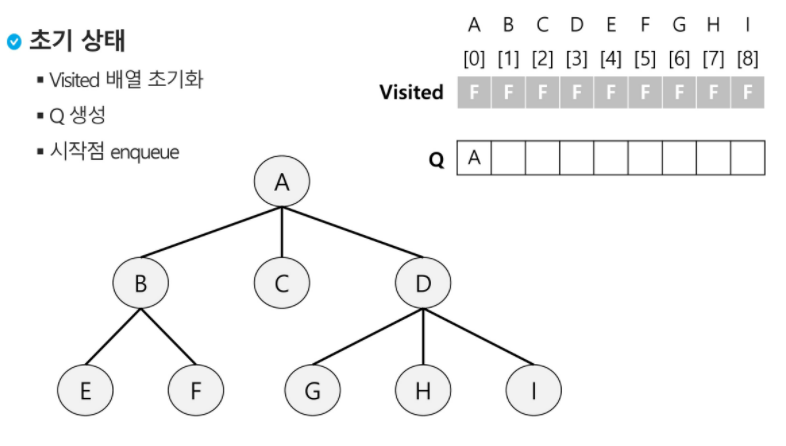 초기 상태
▪ Visited 배열 초기화
▪ Q 생성
▪ 시작점 enqueue
A B C D E F G H I
[0] [1] [2] [3] [4] [5] [6] [7] [8]
Visited F F F F F F F F F
Q A
A
B C D
E F G H I